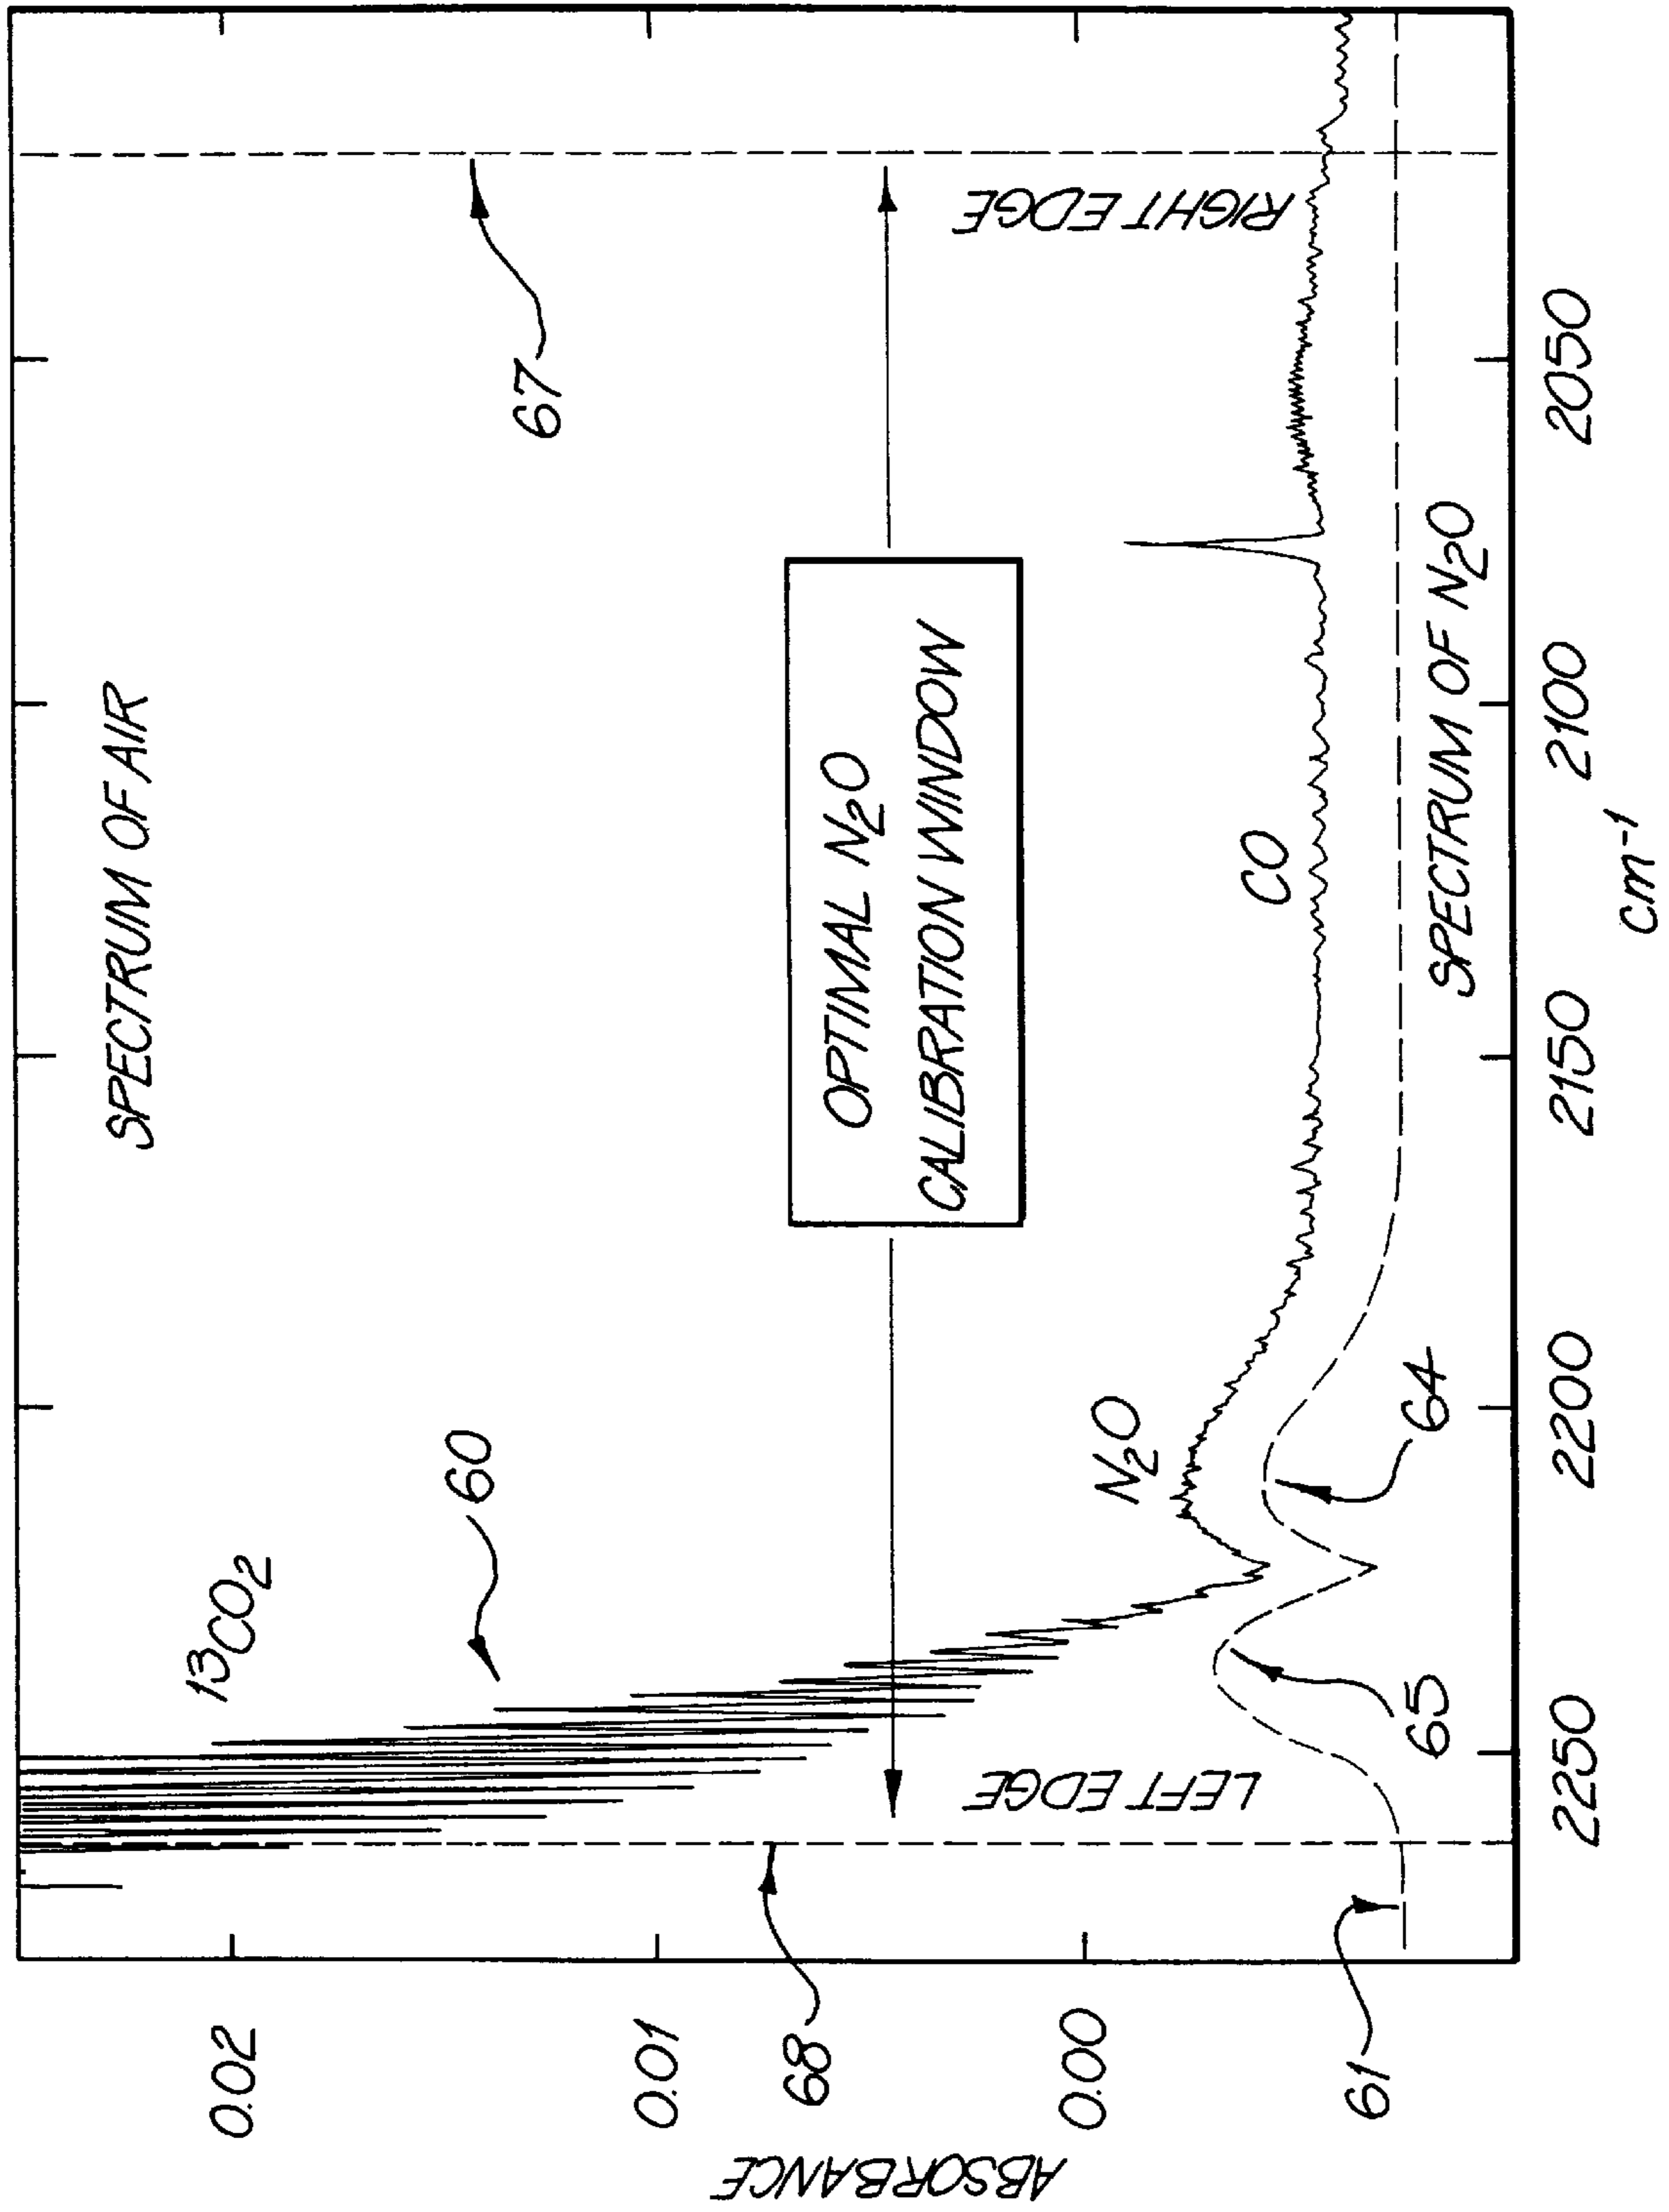 SPECTRUM OF AIR
¹³CO₂
60
67
OPTIMAL N₂O
CALIBRATION WINDOW
LEFT EDGE
RIGHT EDGE
N₂O
CO
65
64
SPECTRUM OF N₂O
ABSORBANCE
0.02
0.01
68
0.00
61
2250
2200
2150
2100
2050
cm⁻¹